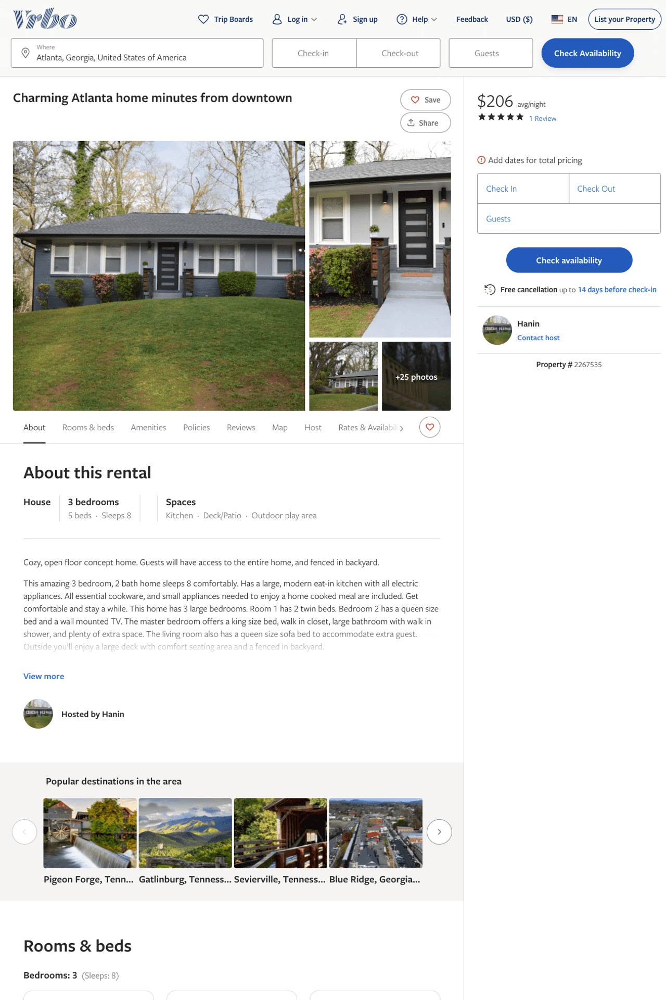 Vrbo
Trip Boards
Log in
Sign up
Help
Feedback
USD ($)
EN
List your Property
Where
Atlanta, Georgia, United States of America
Check-in
Check-out
Guests
Check Availability
Charming Atlanta home minutes from downtown
Save
Share
+25 photos
$206 avg/night
1 Review
Add dates for total pricing
Check In
Check Out
Guests
Check availability
Free cancellation up to 14 days before check-in
Hanin
Contact host
Property # 2267535
About
Rooms & beds
Amenities
Policies
Reviews
Map
Host
Rates & Availabili
About this rental
House
3 bedrooms
5 beds · Sleeps 8
Spaces
Kitchen · Deck/Patio · Outdoor play area
Cozy, open floor concept home. Guests will have access to the entire home, and fenced in backyard.
This amazing 3 bedroom, 2 bath home sleeps 8 comfortably. Has a large, modern eat-in kitchen with all electric
appliances. All essential cookware, and small appliances needed to enjoy a home cooked meal are included. Get
comfortable and stay a while. This home has 3 large bedrooms. Room 1 has 2 twin beds. Bedroom 2 has a queen size
bed and a wall mounted TV. The master bedroom offers a king size bed, walk in closet, large bathroom with walk in
shower, and plenty of extra space. The living room also has a queen size sofa bed to accommodate extra guest.
Outside you'll enjoy a large deck with comfort seating area and a fenced in backyard.
View more
Hosted by Hanin
Popular destinations in the area
Pigeon Forge, Tenn...
Gatlinburg, Tenness...
Sevierville, Tenness...
Blue Ridge, Georgia...
Rooms & beds
Bedrooms: 3 (Sleeps: 8)